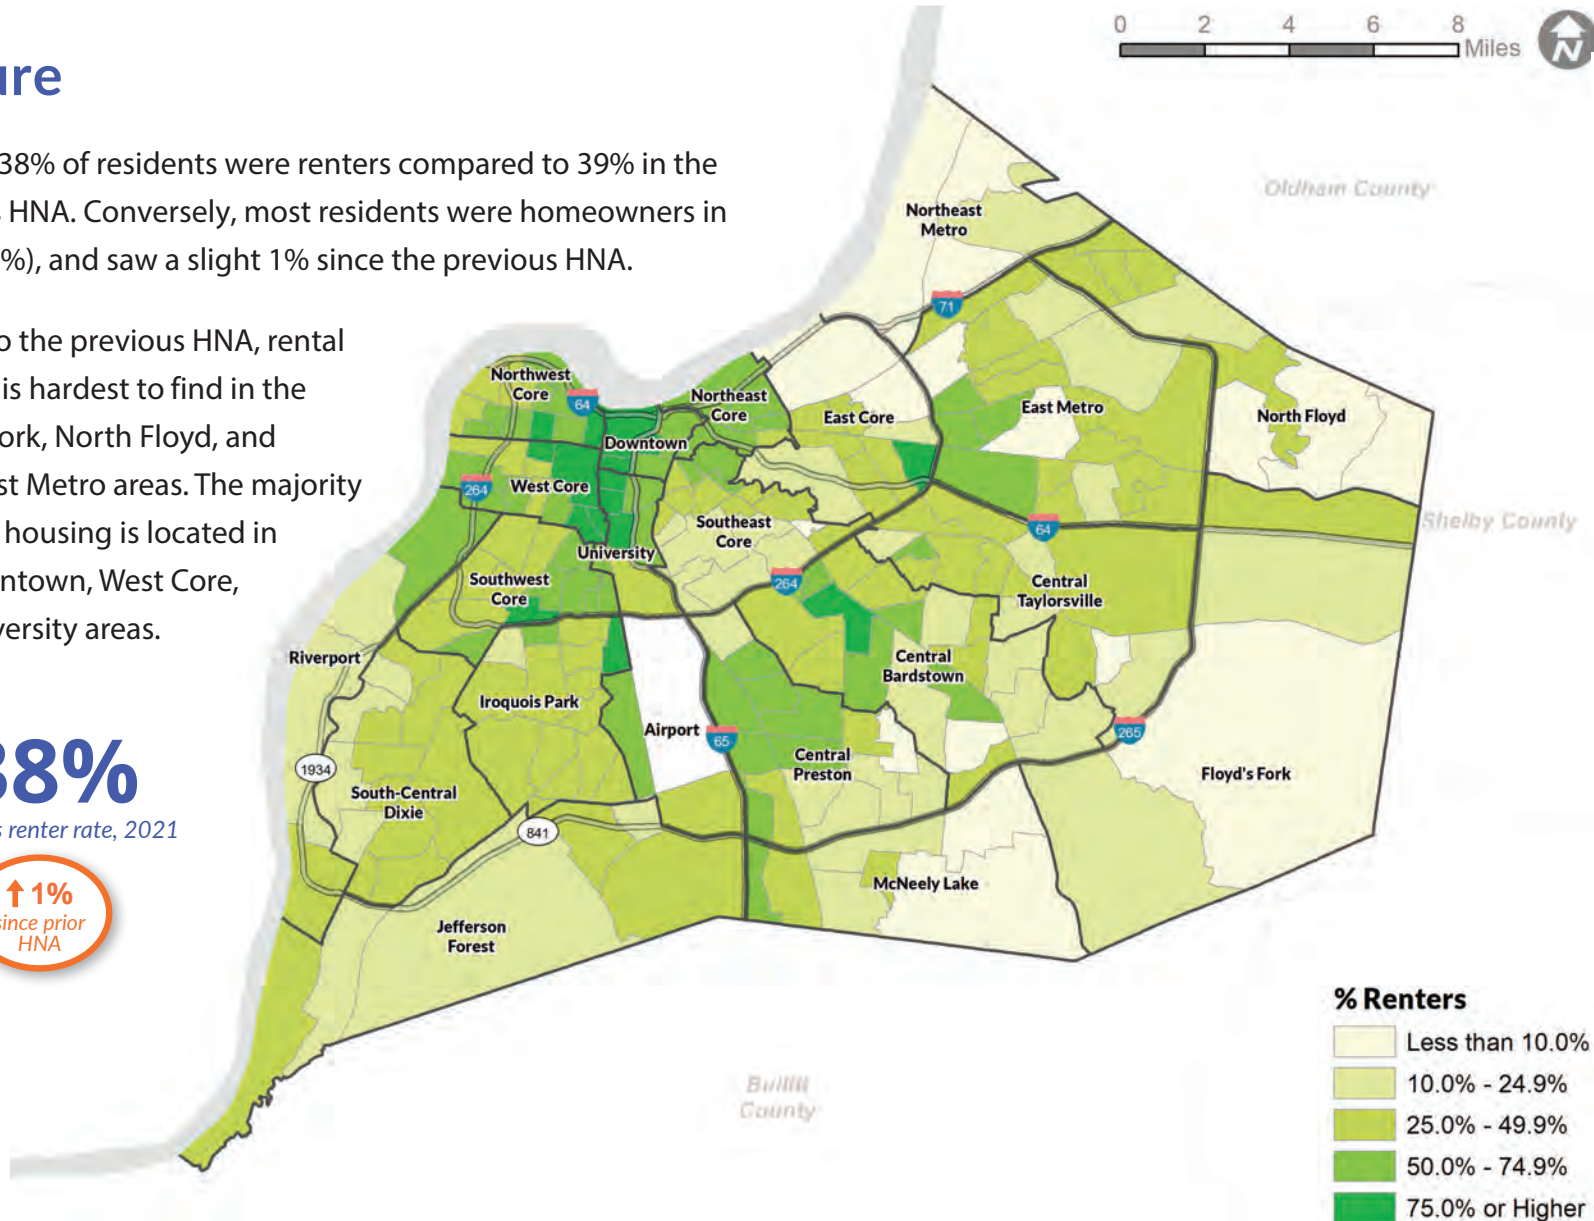 ure
38% of residents were renters compared to 39% in the
HNA. Conversely, most residents were homeowners in
%), and saw a slight 1% since the previous HNA.
o the previous HNA, rental
is hardest to find in the
ork, North Floyd, and
st Metro areas. The majority
housing is located in
ntown, West Core,
versity areas.
38%
s renter rate, 2021
↑ 1%
since prior
HNA
0 2 4 6 8
Miles
N
Oldham County
Northeast
Metro
71
Northwest
Core
64
Northeast
Core
East Core
East Metro
North Floyd
Downtown
264
West Core
Southeast
Core
64
Shelby County
University
Southwest
Core
264
Central
Taylorsville
Riverport
Central
Bardstown
Iroquois Park
Airport
65
265
1934
Central
Preston
Floyd's Fork
South-Central
Dixie
841
McNeely Lake
Jefferson
Forest
County
% Renters
Less than 10.0%
10.0% - 24.9%
25.0% - 49.9%
50.0% - 74.9%
75.0% or Higher